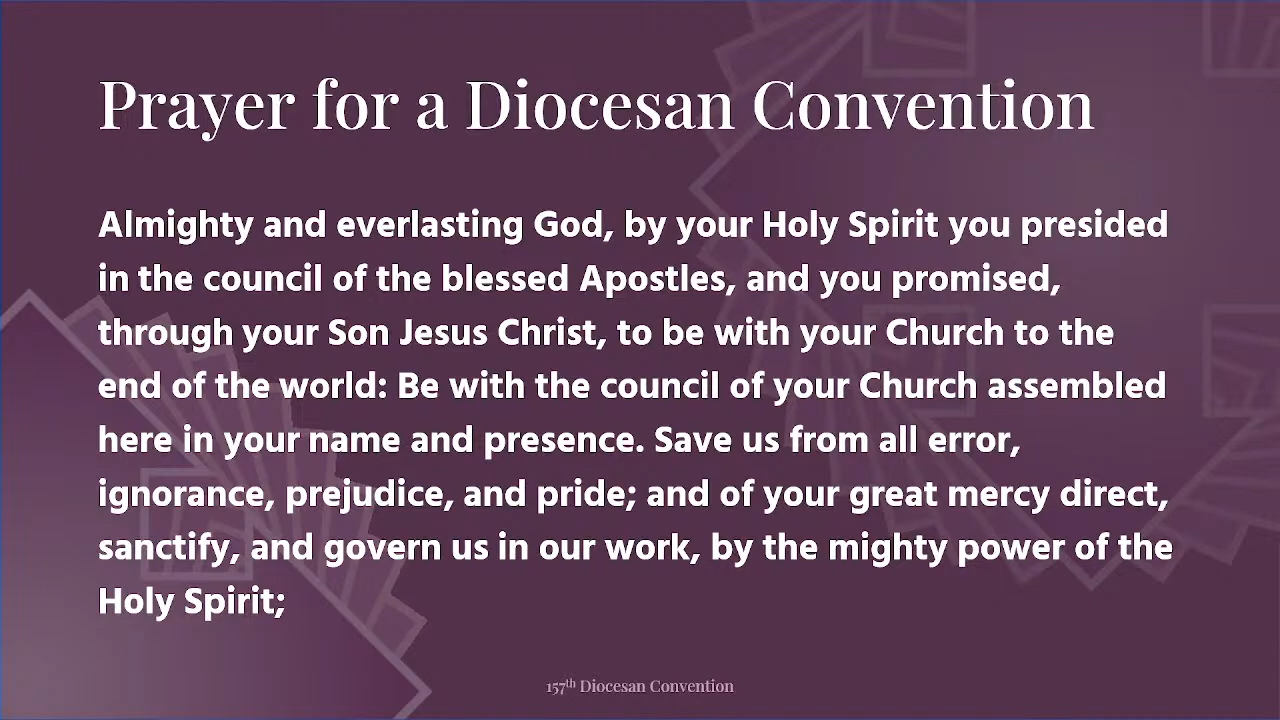 Prayer for a Diocesan Convention
Almighty and everlasting God, by your Holy Spirit you presided
in the council of the blessed Apostles, and you promised,
through your Son Jesus Christ, to be with your Church to the
end of the world: Be with the council of your Church assembled
here in your name and presence. Save us from all error,
ignorance, prejudice, and pride; and of your great mercy direct,
sanctify, and govern us in our work, by the mighty power of the
Holy Spirit;
157th Diocesan Convention